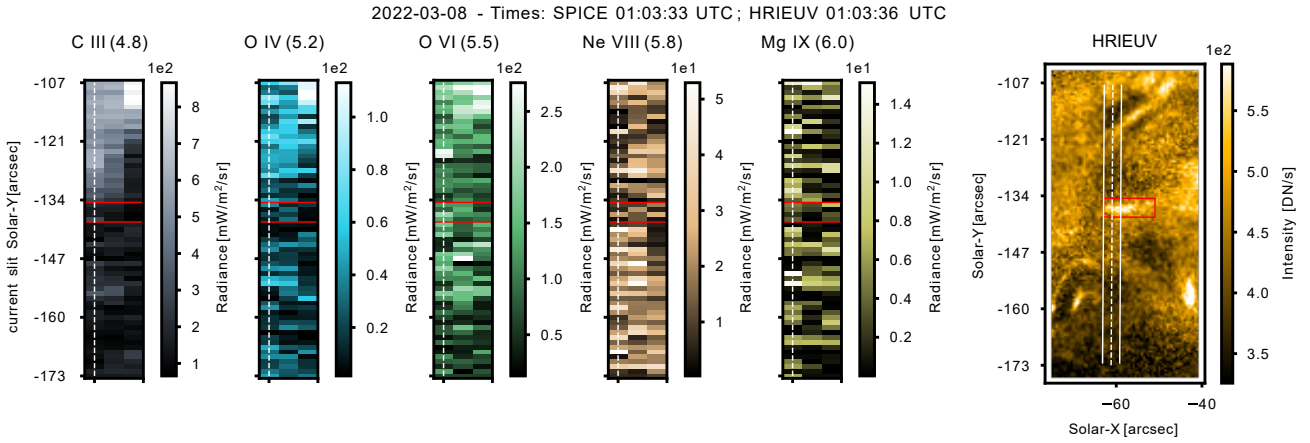 2022-03-08 - Times: SPICE 01:03:33 UTC; HRIEUV 01:03:36 UTC
C III (4.8)
O IV (5.2)
O VI (5.5)
Ne VIII (5.8)
Mg IX (6.0)
HRIEUV
1e2
1e2
1e2
1e1
1e1
1e2
-107
-121
-134
-147
-160
-173
current slit Solar-Y[arcsec]
8
7
6
5
4
3
2
1
Radiance[mW/m²/sr]
1.0
0.8
0.6
0.4
0.2
Radiance[mW/m²/sr]
2.5
2.0
1.5
1.0
0.5
Radiance[mW/m²/sr]
5
4
3
2
1
Radiance[mW/m²/sr]
1.4
1.2
1.0
0.8
0.6
0.4
0.2
Radiance[mW/m²/sr]
Solar-Y[arcsec]
-107
-121
-134
-147
-160
-173
−60
−40
Solar-X [arcsec]
5.5
5.0
4.5
4.0
3.5
Intensity [DN/s]